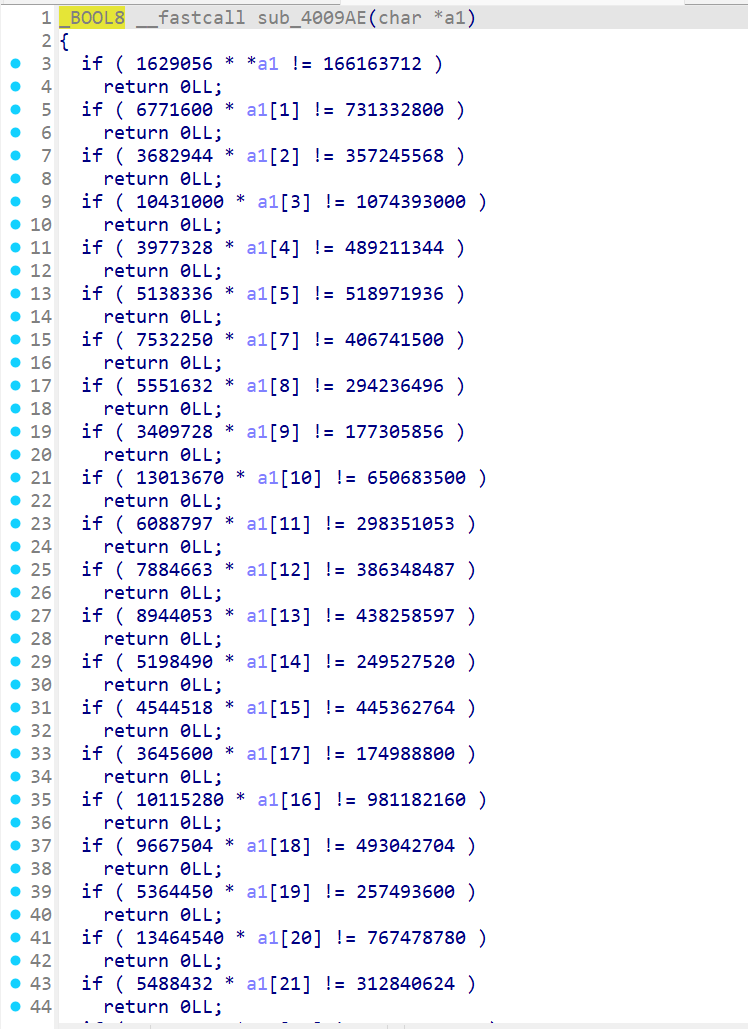 1 _BOOL8 __fastcall sub_4009AE(char *a1)
2 {
3   if ( 1629056 * *a1 != 166163712 )
4     return 0LL;
5   if ( 6771600 * a1[1] != 731332800 )
6     return 0LL;
7   if ( 3682944 * a1[2] != 357245568 )
8     return 0LL;
9   if ( 10431000 * a1[3] != 1074393000 )
10     return 0LL;
11   if ( 3977328 * a1[4] != 489211344 )
12     return 0LL;
13   if ( 5138336 * a1[5] != 518971936 )
14     return 0LL;
15   if ( 7532250 * a1[7] != 406741500 )
16     return 0LL;
17   if ( 5551632 * a1[8] != 294236496 )
18     return 0LL;
19   if ( 3409728 * a1[9] != 177305856 )
20     return 0LL;
21   if ( 13013670 * a1[10] != 650683500 )
22     return 0LL;
23   if ( 6088797 * a1[11] != 298351053 )
24     return 0LL;
25   if ( 7884663 * a1[12] != 386348487 )
26     return 0LL;
27   if ( 8944053 * a1[13] != 438258597 )
28     return 0LL;
29   if ( 5198490 * a1[14] != 249527520 )
30     return 0LL;
31   if ( 4544518 * a1[15] != 445362764 )
32     return 0LL;
33   if ( 3645600 * a1[17] != 174988800 )
34     return 0LL;
35   if ( 10115280 * a1[16] != 981182160 )
36     return 0LL;
37   if ( 9667504 * a1[18] != 493042704 )
38     return 0LL;
39   if ( 5364450 * a1[19] != 257493600 )
40     return 0LL;
41   if ( 13464540 * a1[20] != 767478780 )
42     return 0LL;
43   if ( 5488432 * a1[21] != 312840624 )
44     return 0LL;